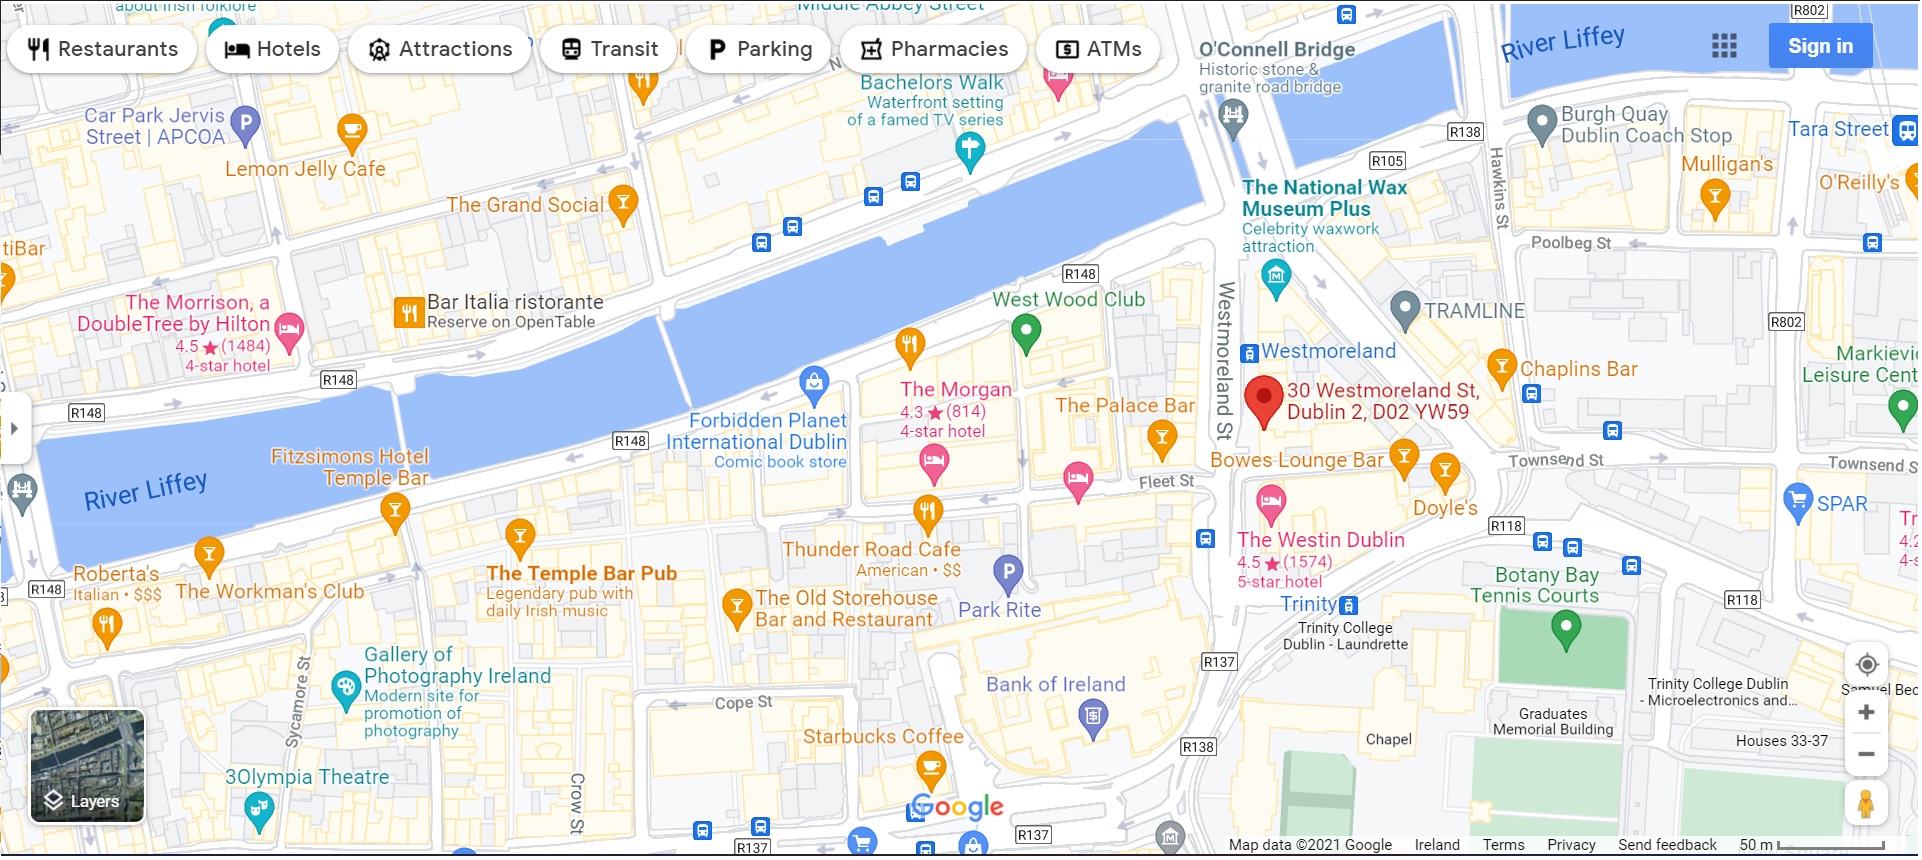 about Irish folklore
Middle Abbey Street
R802
Restaurants
Hotels
Attractions
Transit
Parking
Pharmacies
ATMs
O'Connell Bridge
Historic stone &
granite road bridge
River Liffey
Sign in
Bachelors Walk
Waterfront setting
of a famed TV series
Car Park Jervis
Street | APCOA
Lemon Jelly Cafe
R138
R105
Hawkins St
Burgh Quay
Dublin Coach Stop
Tara Street
Mulligan's
O'Reilly's
The Grand Social
The National Wax
Museum Plus
Celebrity waxwork
attraction
tiBar
Poolbeg St
R148
West Wood Club
The Morrison, a
DoubleTree by Hilton
4.5 ★ (1484)
4-star hotel
Bar Italia ristorante
Reserve on OpenTable
TRAMLINE
R802
Westmoreland St
Westmoreland
Chaplins Bar
Markievic
Leisure Cent
R148
R148
The Morgan
4.3 ★ (814)
4-star hotel
30 Westmoreland St,
Dublin 2, D02 YW59
The Palace Bar
Forbidden Planet
International Dublin
Comic book store
R148
Fitzsimons Hotel
Temple Bar
Bowes Lounge Bar
Townsend St
Townsend S
River Liffey
Fleet St
Doyle's
SPAR
R118
Tr
4.2
4-s
The Westin Dublin
4.5 ★ (1574)
5-star hotel
Thunder Road Cafe
American • $$
Roberta's
Italian • $$$
R148
The Workman's Club
The Temple Bar Pub
Legendary pub with
daily Irish music
The Old Storehouse
Bar and Restaurant
Park Rite
Trinity
Trinity College
Dublin - Laundrette
Botany Bay
Tennis Courts
R118
R137
Gallery of
Photography Ireland
Modern site for
promotion of
photography
Sycamore St
Cope St
Bank of Ireland
Trinity College Dublin
- Microelectronics and...
Samuel Bec
Graduates
Memorial Building
Houses 33-37
Chapel
R138
Starbucks Coffee
3Olympia Theatre
Crow St
Layers
Google
R137
R137
Map data ©2021 Google
Ireland
Terms
Privacy
Send feedback
50 m